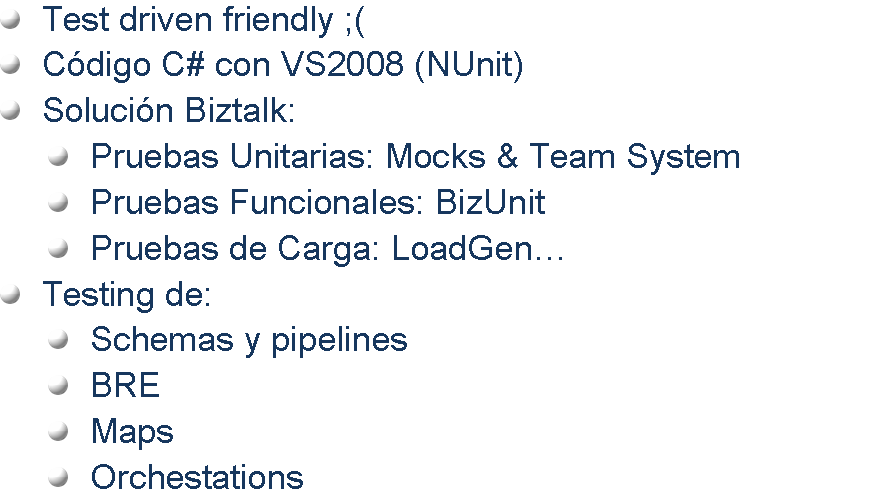 Test driven friendly ;(
Código C# con VS2008 (NUnit)
Solución Biztalk:
Pruebas Unitarias: Mocks & Team System
Pruebas Funcionales: BizUnit
Pruebas de Carga: LoadGen…
Testing de:
Schemas y pipelines
BRE
Maps
Orchestations